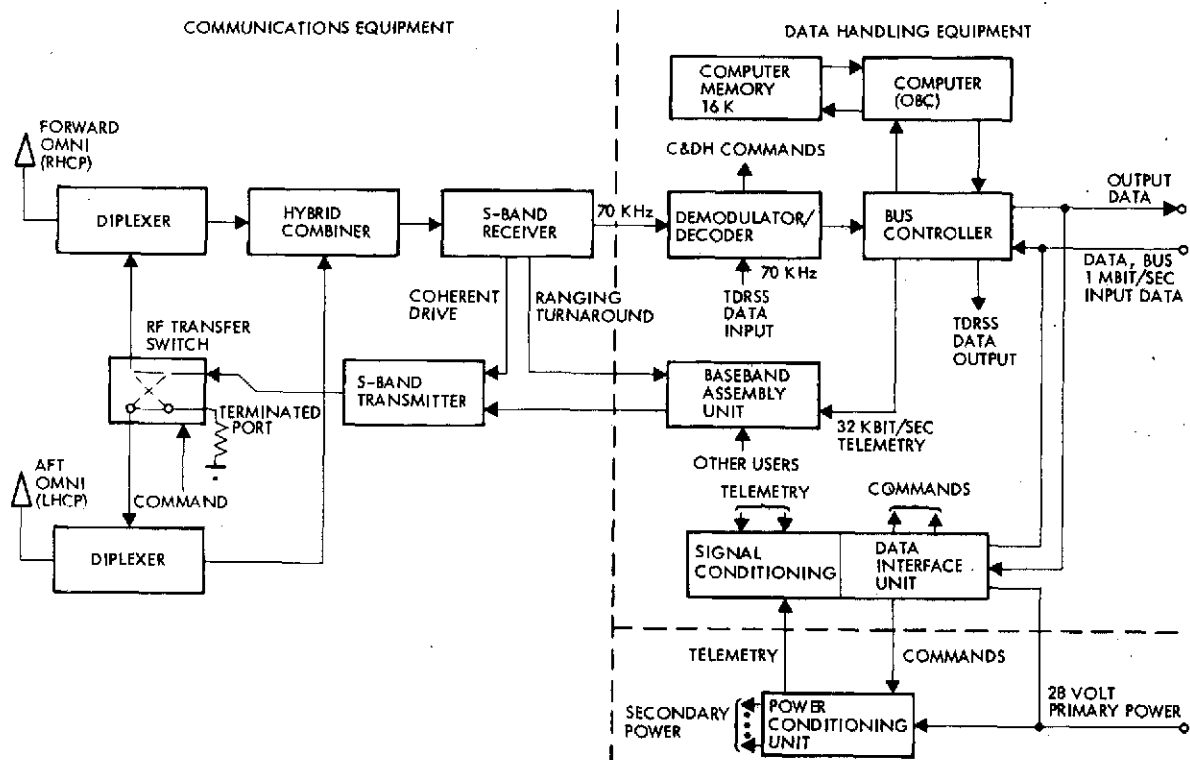 COMMUNICATIONS EQUIPMENT
DATA HANDLING EQUIPMENT
COMPUTER
MEMORY
16 K
COMPUTER
(OBC)
FORWARD
OMNI
(RHCP)
C&DH COMMANDS
DIPLEXER
HYBRID
COMBINER
S-BAND
RECEIVER
70 KHz
DEMODULATOR/
DECODER
BUS
CONTROLLER
OUTPUT
DATA
70 KHz
DATA, BUS
1 MBIT/SEC
INPUT DATA
COHERENT
DRIVE
RANGING
TURNAROUND
TDRSS
DATA
INPUT
TDRSS
DATA
OUTPUT
RF TRANSFER
SWITCH
S-BAND
TRANSMITTER
BASEBAND
ASSEMBLY
UNIT
TERMINATED
PORT
32 KBIT/SEC
TELEMETRY
OTHER USERS
AFT
OMNI
(LHCP)
COMMAND
TELEMETRY
COMMANDS
DIPLEXER
SIGNAL
CONDITIONING
DATA
INTERFACE
UNIT
TELEMETRY
COMMANDS
SECONDARY
POWER
POWER
CONDITIONING
UNIT
28 VOLT
PRIMARY POWER